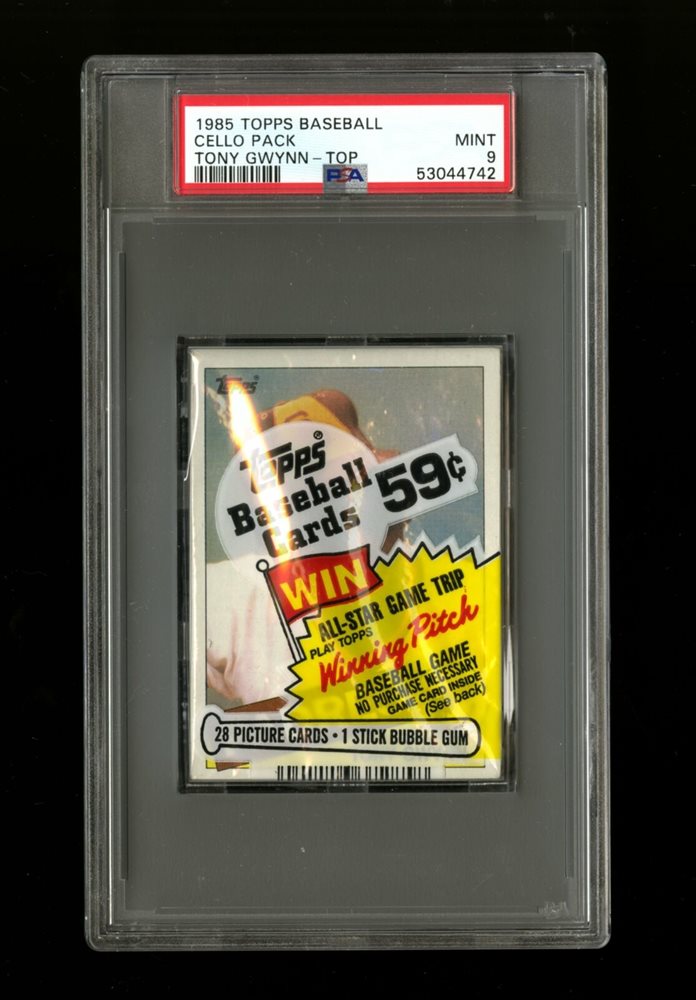 1985 TOPPS BASEBALL
CELLO PACK MINT
TONY GWYNN – TOP 9
PSA 53044742
Topps®
Topps®
Baseball
Cards 59¢
WIN
ALL-STAR GAME TRIP
PLAY TOPPS
Winning Pitch
BASEBALL GAME
NO PURCHASE NECESSARY
GAME CARD INSIDE
(See back)
28 PICTURE CARDS • 1 STICK BUBBLE GUM